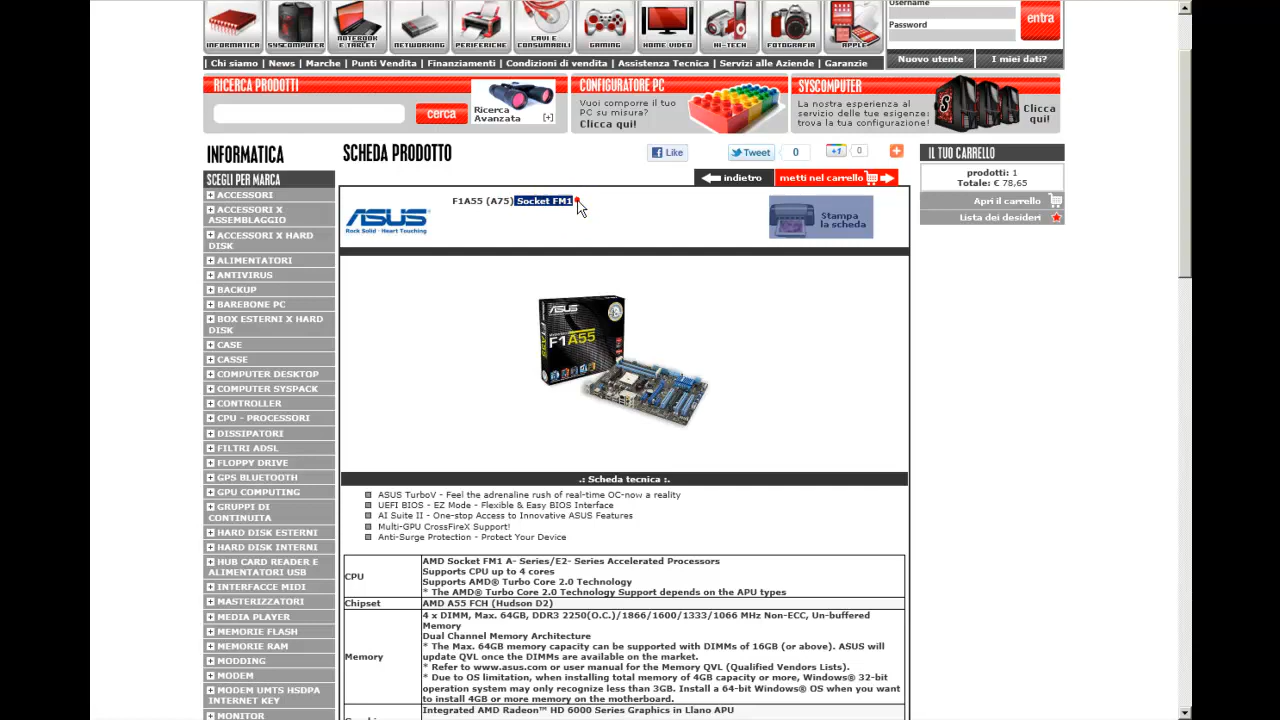 INFORMATICA
SYSCOMPUTER
NOTEBOOK E TABLET
NETWORKING
PERIFERICHE
CAVI E CONSUMABILI
GAMING
HOME VIDEO
HI-TECH
FOTOGRAFIA
APPLE
Username
Password
entra
| Chi siamo | News | Marche | Punti Vendita | Finanziamenti | Condizioni di vendita | Assistenza Tecnica | Servizi alle Aziende | Garanzie
Nuovo utente
I miei dati?
RICERCA PRODOTTI
cerca
Ricerca Avanzata [+]
CONFIGURATORE PC
Vuoi comporre il tuo
PC su misura?
Clicca qui!
SYSCOMPUTER
La nostra esperienza al
servizio delle tue esigenze:
trova la tua configurazione!
Clicca qui!
INFORMATICA
SCHEDA PRODOTTO
Like
Tweet 0
+1 0
IL TUO CARRELLO
prodotti: 1
Totale: € 78,65
Apri il carrello
Lista dei desideri
indietro
metti nel carrello
SCEGLI PER MARCA
ACCESSORI
ACCESSORI X
ASSEMBLAGGIO
ACCESSORI X HARD
DISK
ALIMENTATORI
ANTIVIRUS
BACKUP
BAREBONE PC
BOX ESTERNI X HARD
DISK
CASE
CASSE
COMPUTER DESKTOP
COMPUTER SYSPACK
CONTROLLER
CPU - PROCESSORI
DISSIPATORI
FILTRI ADSL
FLOPPY DRIVE
GPS BLUETOOTH
GPU COMPUTING
GRUPPI DI
CONTINUITA
HARD DISK ESTERNI
HARD DISK INTERNI
HUB CARD READER E
ALIMENTATORI USB
INTERFACCE MIDI
MASTERIZZATORI
MEDIA PLAYER
MEMORIE FLASH
MEMORIE RAM
MODDING
MODEM
MODEM UMTS HSDPA
INTERNET KEY
MONITOR
F1A55 (A75) Socket FM1
ASUS
Rock Solid · Heart Touching
Stampa
la scheda
ASUS
F1A55
.: Scheda tecnica :.
ASUS TurboV - Feel the adrenaline rush of real-time OC-now a reality
UEFI BIOS - EZ Mode - Flexible & Easy BIOS Interface
AI Suite II - One-stop Access to Innovative ASUS Features
Multi-GPU CrossFireX Support!
Anti-Surge Protection - Protect Your Device
CPU
AMD Socket FM1 A- Series/E2- Series Accelerated Processors
Supports CPU up to 4 cores
Supports AMD® Turbo Core 2.0 Technology
* The AMD® Turbo Core 2.0 Technology Support depends on the APU types
Chipset
AMD A55 FCH (Hudson D2)
Memory
4 x DIMM, Max. 64GB, DDR3 2250(O.C.)/1866/1600/1333/1066 MHz Non-ECC, Un-buffered
Memory
Dual Channel Memory Architecture
* The Max. 64GB memory capacity can be supported with DIMMs of 16GB (or above). ASUS will
update QVL once the DIMMs are available on the market.
* Refer to www.asus.com or user manual for the Memory QVL (Qualified Vendors Lists).
* Due to OS limitation, when installing total memory of 4GB capacity or more, Windows® 32-bit
operation system may only recognize less than 3GB. Install a 64-bit Windows® OS when you want
to install 4GB or more memory on the motherboard.
Integrated AMD Radeon™ HD 6000 Series Graphics in Llano APU